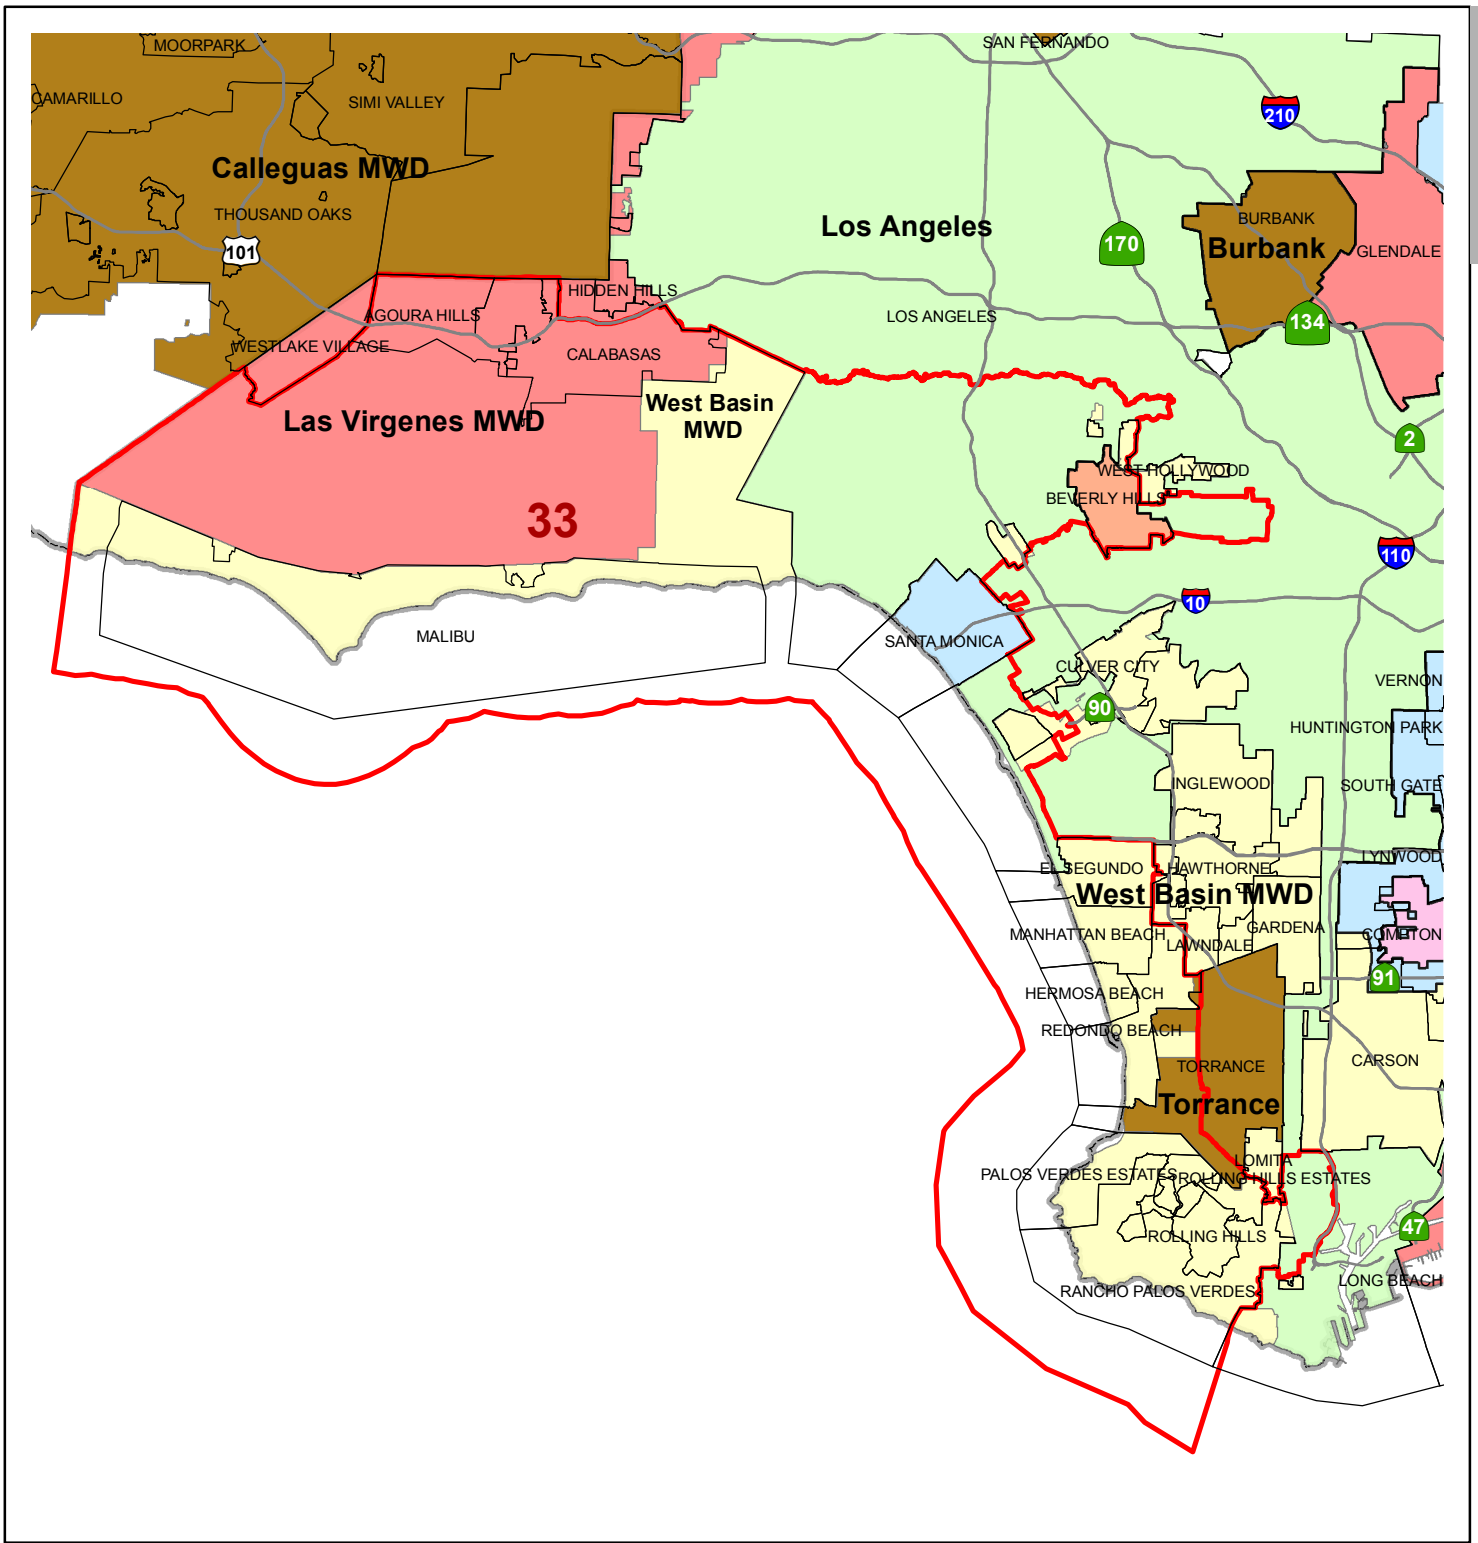 MOORPARK
SAN FERNANDO
CAMARILLO
SIMI VALLEY
210
Calleguas MWD
THOUSAND OAKS
101
Los Angeles
170
BURBANK
Burbank
GLENDALE
HIDDEN HILLS
AGOURA HILLS
LOS ANGELES
134
WESTLAKE VILLAGE
CALABASAS
Las Virgenes MWD
West Basin
MWD
2
WEST HOLLYWOOD
BEVERLY HILLS
33
110
10
MALIBU
SANTA MONICA
CULVER CITY
VERNON
90
HUNTINGTON PARK
INGLEWOOD
SOUTH GATE
LYNWOOD
EL SEGUNDO
HAWTHORNE
West Basin MWD
GARDENA
MANHATTAN BEACH
LAWNDALE
COMPTON
91
HERMOSA BEACH
REDONDO BEACH
TORRANCE
CARSON
Torrance
LOMITA
PALOS VERDES ESTATES
ROLLING HILLS ESTATES
47
ROLLING HILLS
LONG BEACH
RANCHO PALOS VERDES